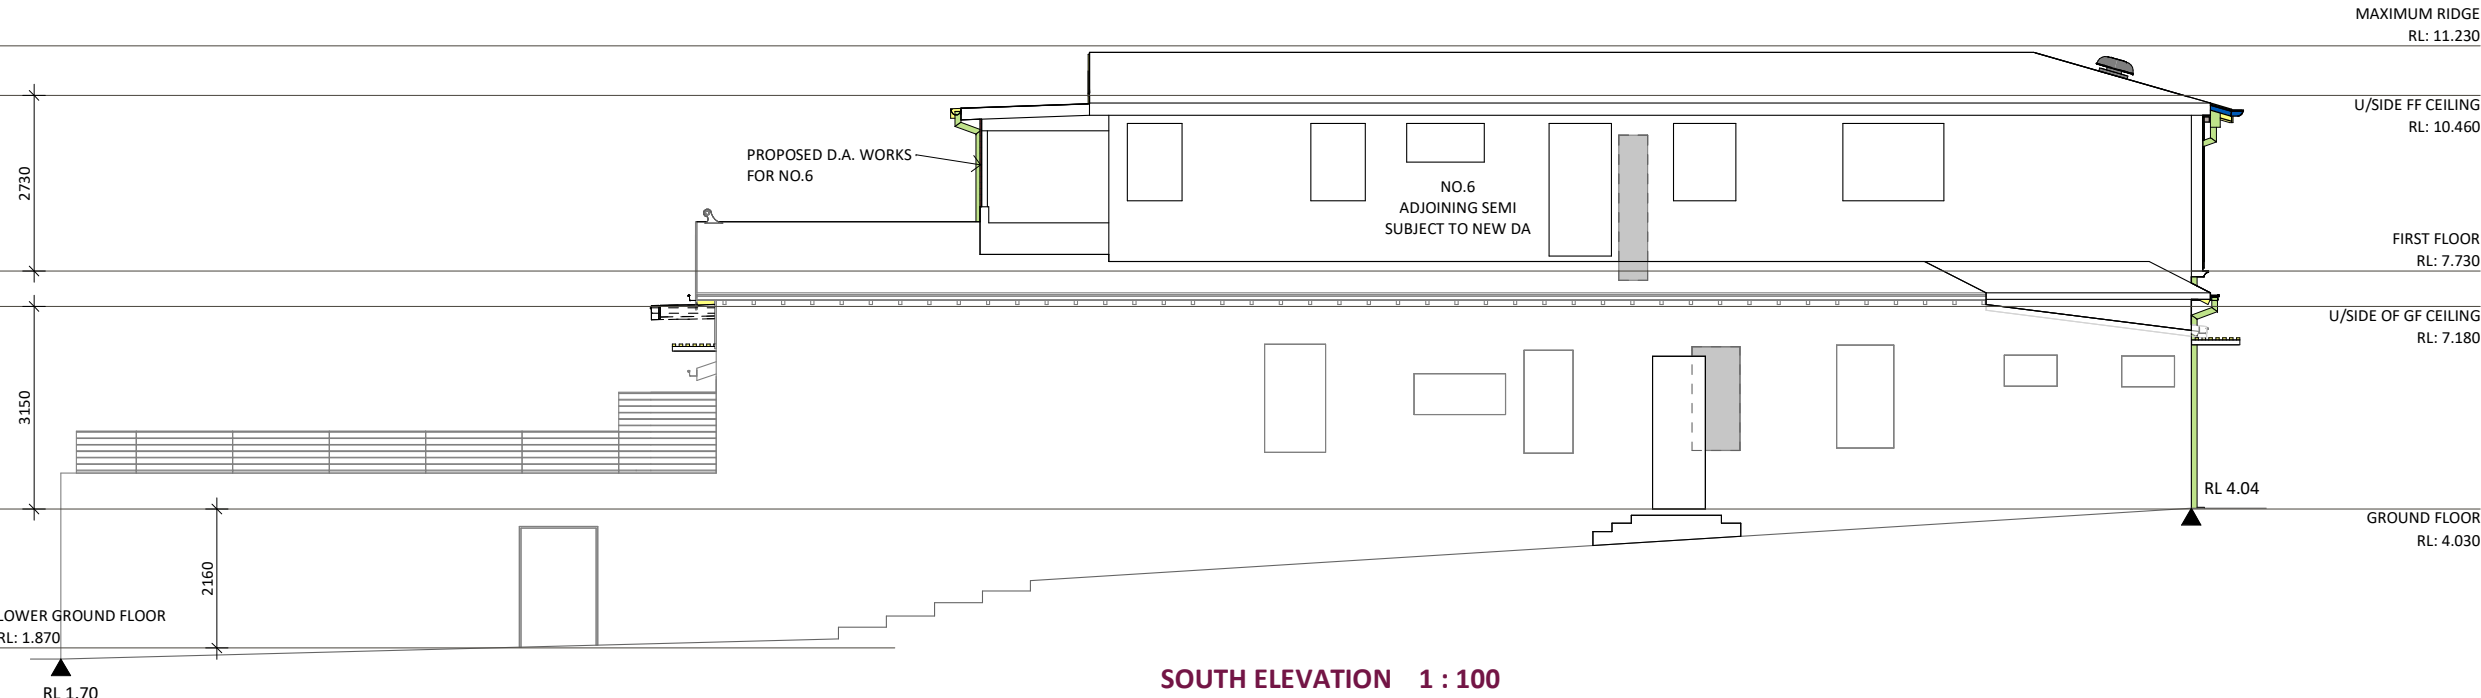 MAXIMUM RIDGE
RL: 11.230
U/SIDE FF CEILING
RL: 10.460
PROPOSED D.A. WORKS
FOR NO.6
2730
NO.6
ADJOINING SEMI
SUBJECT TO NEW DA
FIRST FLOOR
RL: 7.730
U/SIDE OF GF CEILING
RL: 7.180
3150
RL 4.04
GROUND FLOOR
RL: 4.030
2160
LOWER GROUND FLOOR
RL: 1.870
RL 1.70
SOUTH ELEVATION 1 : 100